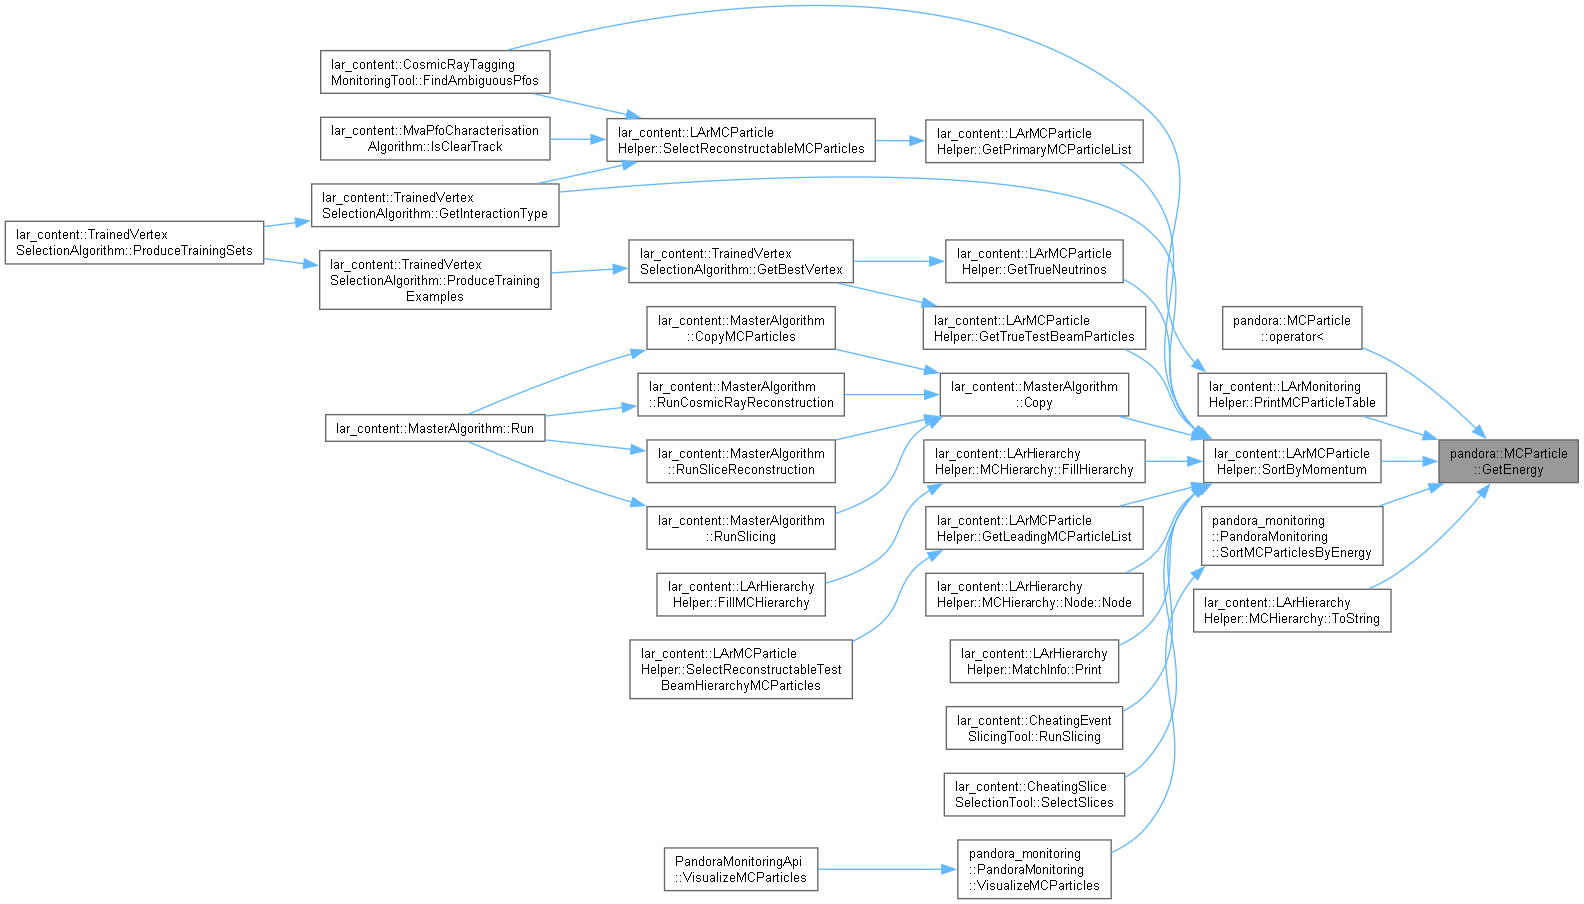 lar_content::CosmicRayTagging
MonitoringTool::FindAmbiguousPfos
lar_content::MvaPfoCharacterisation
Algorithm::IsClearTrack
lar_content::LArMCParticle
Helper::SelectReconstructableMCParticles
lar_content::LArMCParticle
Helper::GetPrimaryMCParticleList
lar_content::TrainedVertex
SelectionAlgorithm::GetInteractionType
lar_content::TrainedVertex
SelectionAlgorithm::ProduceTrainingSets
lar_content::TrainedVertex
SelectionAlgorithm::ProduceTraining
Examples
lar_content::TrainedVertex
SelectionAlgorithm::GetBestVertex
lar_content::LArMCParticle
Helper::GetTrueNeutrinos
lar_content::LArMCParticle
Helper::GetTrueTestBeamParticles
pandora::MCParticle
::operator<
lar_content::MasterAlgorithm
::CopyMCParticles
lar_content::MasterAlgorithm
::RunCosmicRayReconstruction
lar_content::MasterAlgorithm
::Copy
lar_content::LArMonitoring
Helper::PrintMCParticleTable
lar_content::MasterAlgorithm::Run
lar_content::MasterAlgorithm
::RunSliceReconstruction
lar_content::LArHierarchy
Helper::MCHierarchy::FillHierarchy
lar_content::LArMCParticle
Helper::SortByMomentum
pandora::MCParticle
::GetEnergy
lar_content::MasterAlgorithm
::RunSlicing
lar_content::LArMCParticle
Helper::GetLeadingMCParticleList
pandora_monitoring
::PandoraMonitoring
::SortMCParticlesByEnergy
lar_content::LArHierarchy
Helper::FillMCHierarchy
lar_content::LArHierarchy
Helper::MCHierarchy::Node::Node
lar_content::LArHierarchy
Helper::MCHierarchy::ToString
lar_content::LArMCParticle
Helper::SelectReconstructableTest
BeamHierarchyMCParticles
lar_content::LArHierarchy
Helper::MatchInfo::Print
lar_content::CheatingEvent
SlicingTool::RunSlicing
lar_content::CheatingSlice
SelectionTool::SelectSlices
PandoraMonitoringApi
::VisualizeMCParticles
pandora_monitoring
::PandoraMonitoring
::VisualizeMCParticles